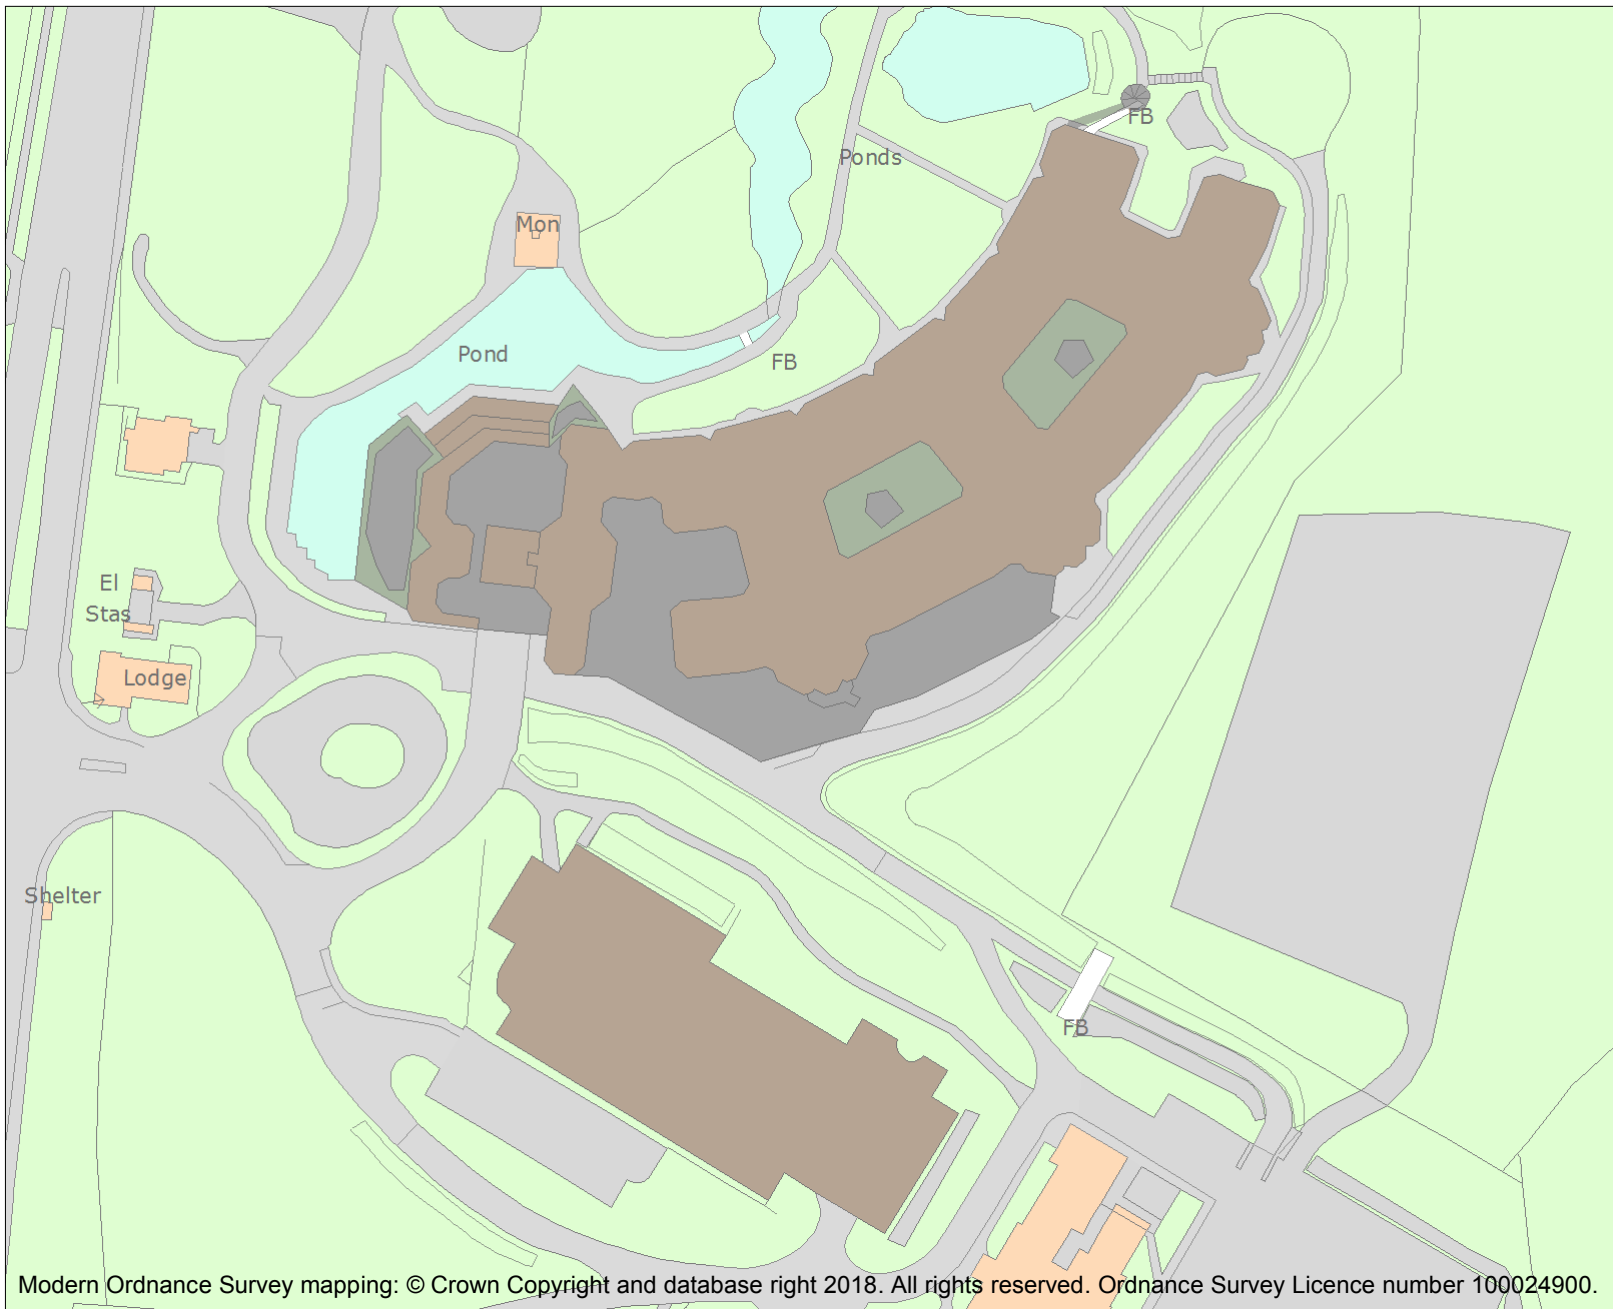 FB
Ponds
Mon
Pond
FB
El
Stas
Lodge
Shelter
FB
Modern Ordnance Survey mapping: © Crown Copyright and database right 2018. All rights reserved. Ordnance Survey Licence number 100024900.